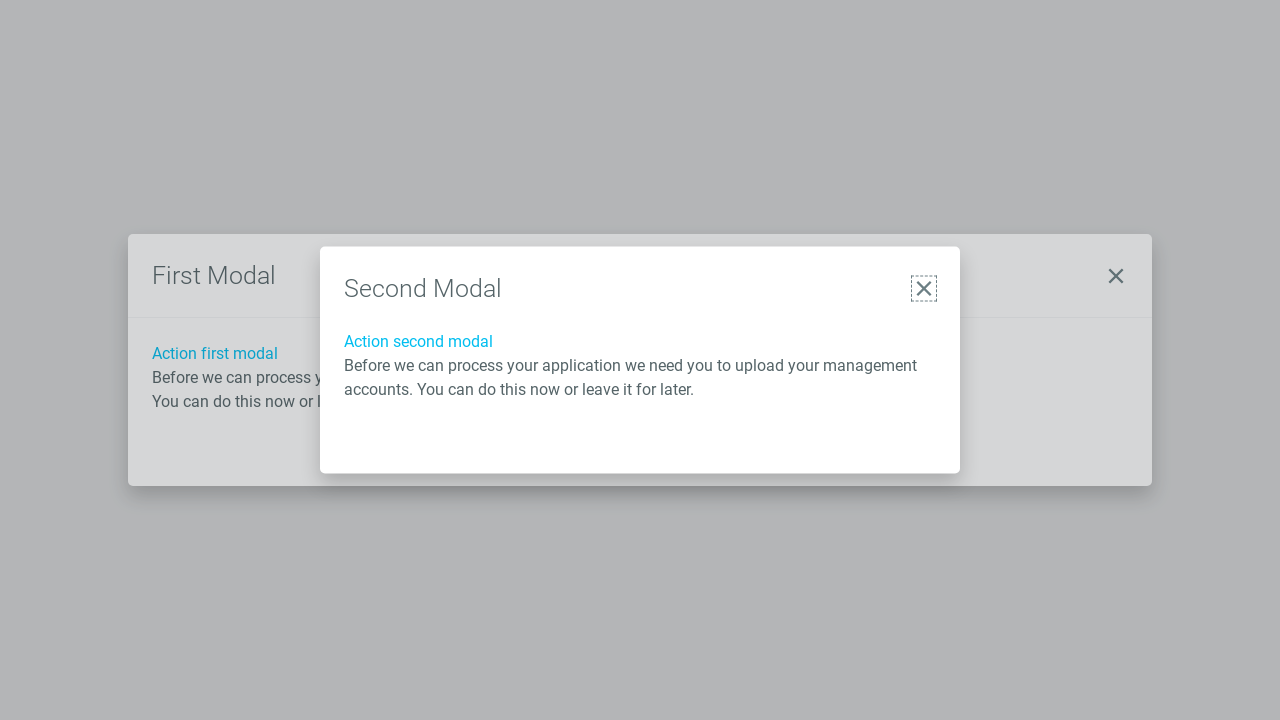 First Modal
Action first modal
Before we can process
You can do this now or
Second Modal
Action second modal
Before we can process your application we need you to upload your management
accounts. You can do this now or leave it for later.